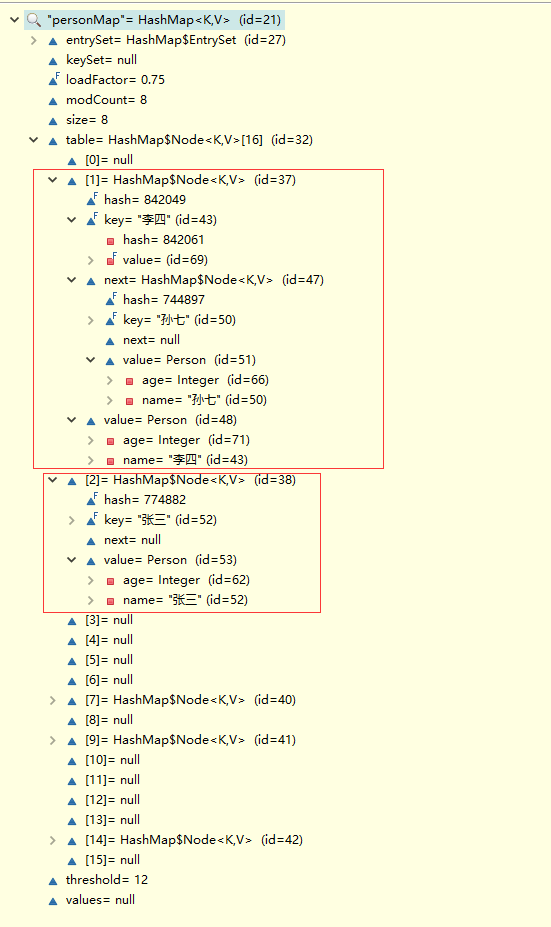 "personMap"= HashMap<K,V> (id=21)
entrySet= HashMap$EntrySet (id=27)
keySet= null
F loadFactor= 0.75
modCount= 8
size= 8
table= HashMap$Node<K,V>[16] (id=32)
[0]= null
[1]= HashMap$Node<K,V> (id=37)
F hash= 842049
F key= "李四" (id=43)
hash= 842061
F value= (id=69)
next= HashMap$Node<K,V> (id=47)
F hash= 744897
F key= "孙七" (id=50)
next= null
value= Person (id=51)
age= Integer (id=66)
name= "孙七" (id=50)
value= Person (id=48)
age= Integer (id=71)
name= "李四" (id=43)
[2]= HashMap$Node<K,V> (id=38)
F hash= 774882
F key= "张三" (id=52)
next= null
value= Person (id=53)
age= Integer (id=62)
name= "张三" (id=52)
[3]= null
[4]= null
[5]= null
[6]= null
[7]= HashMap$Node<K,V> (id=40)
[8]= null
[9]= HashMap$Node<K,V> (id=41)
[10]= null
[11]= null
[12]= null
[13]= null
[14]= HashMap$Node<K,V> (id=42)
[15]= null
threshold= 12
values= null